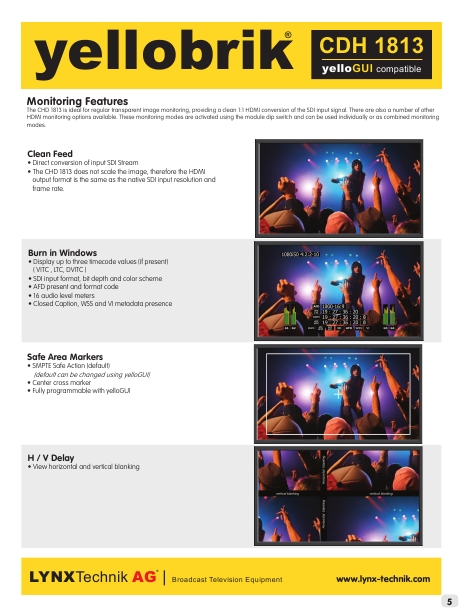 yellobrik®
CDH 1813
yelloGUI compatible
Monitoring Features
The CHD 1813 is ideal for regular transparent image monitoring, providing a clean 1:1 HDMI conversion of the SDI input signal. There are also a number of other
HDMI monitoring options available. These monitoring modes are activated using the module dip switch and can be used individually or as combined monitoring
modes.
Clean Feed
• Direct conversion of input SDI Stream
• The CHD 1813 does not scale the image, therefore the HDMI
output format is the same as the native SDI input resolution and
frame rate.
Burn in Windows
• Display up to three timecode values (if present)
( VITC , LTC, DVITC )
• SDI input format, bit depth and color scheme
• AFD present and format code
• 16 audio level meters
• Closed Caption, WSS and VI metadata presence
1080i50 4:2:2-10
Safe Area Markers
• SMPTE Safe Action (default)
(default can be changed using yelloGUI)
• Center cross marker
• Fully programmable with yelloGUI
H / V Delay
• View horizontal and vertical blanking
vertical blanking
vertical blanking
LYNXTechnik AG®
Broadcast Television Equipment
www.lynx-technik.com
5